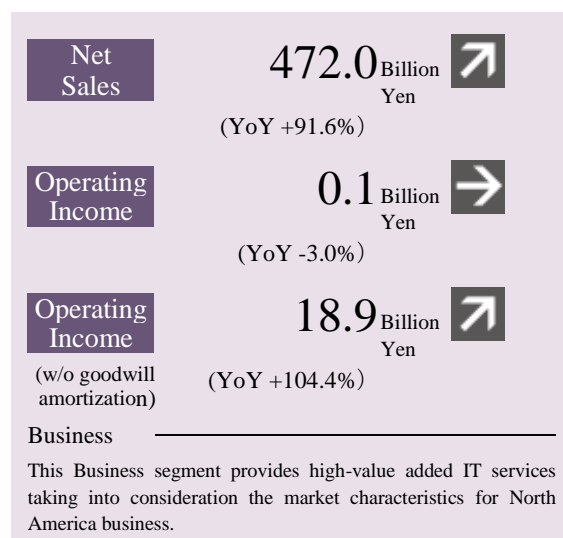 Net
Sales
472.0 Billion
Yen
(YoY +91.6%)
Operating
Income
0.1 Billion
Yen
(YoY -3.0%)
Operating
Income
18.9 Billion
Yen
(w/o goodwill
amortization)
(YoY +104.4%)
Business
This Business segment provides high-value added IT services
taking into consideration the market characteristics for North
America business.